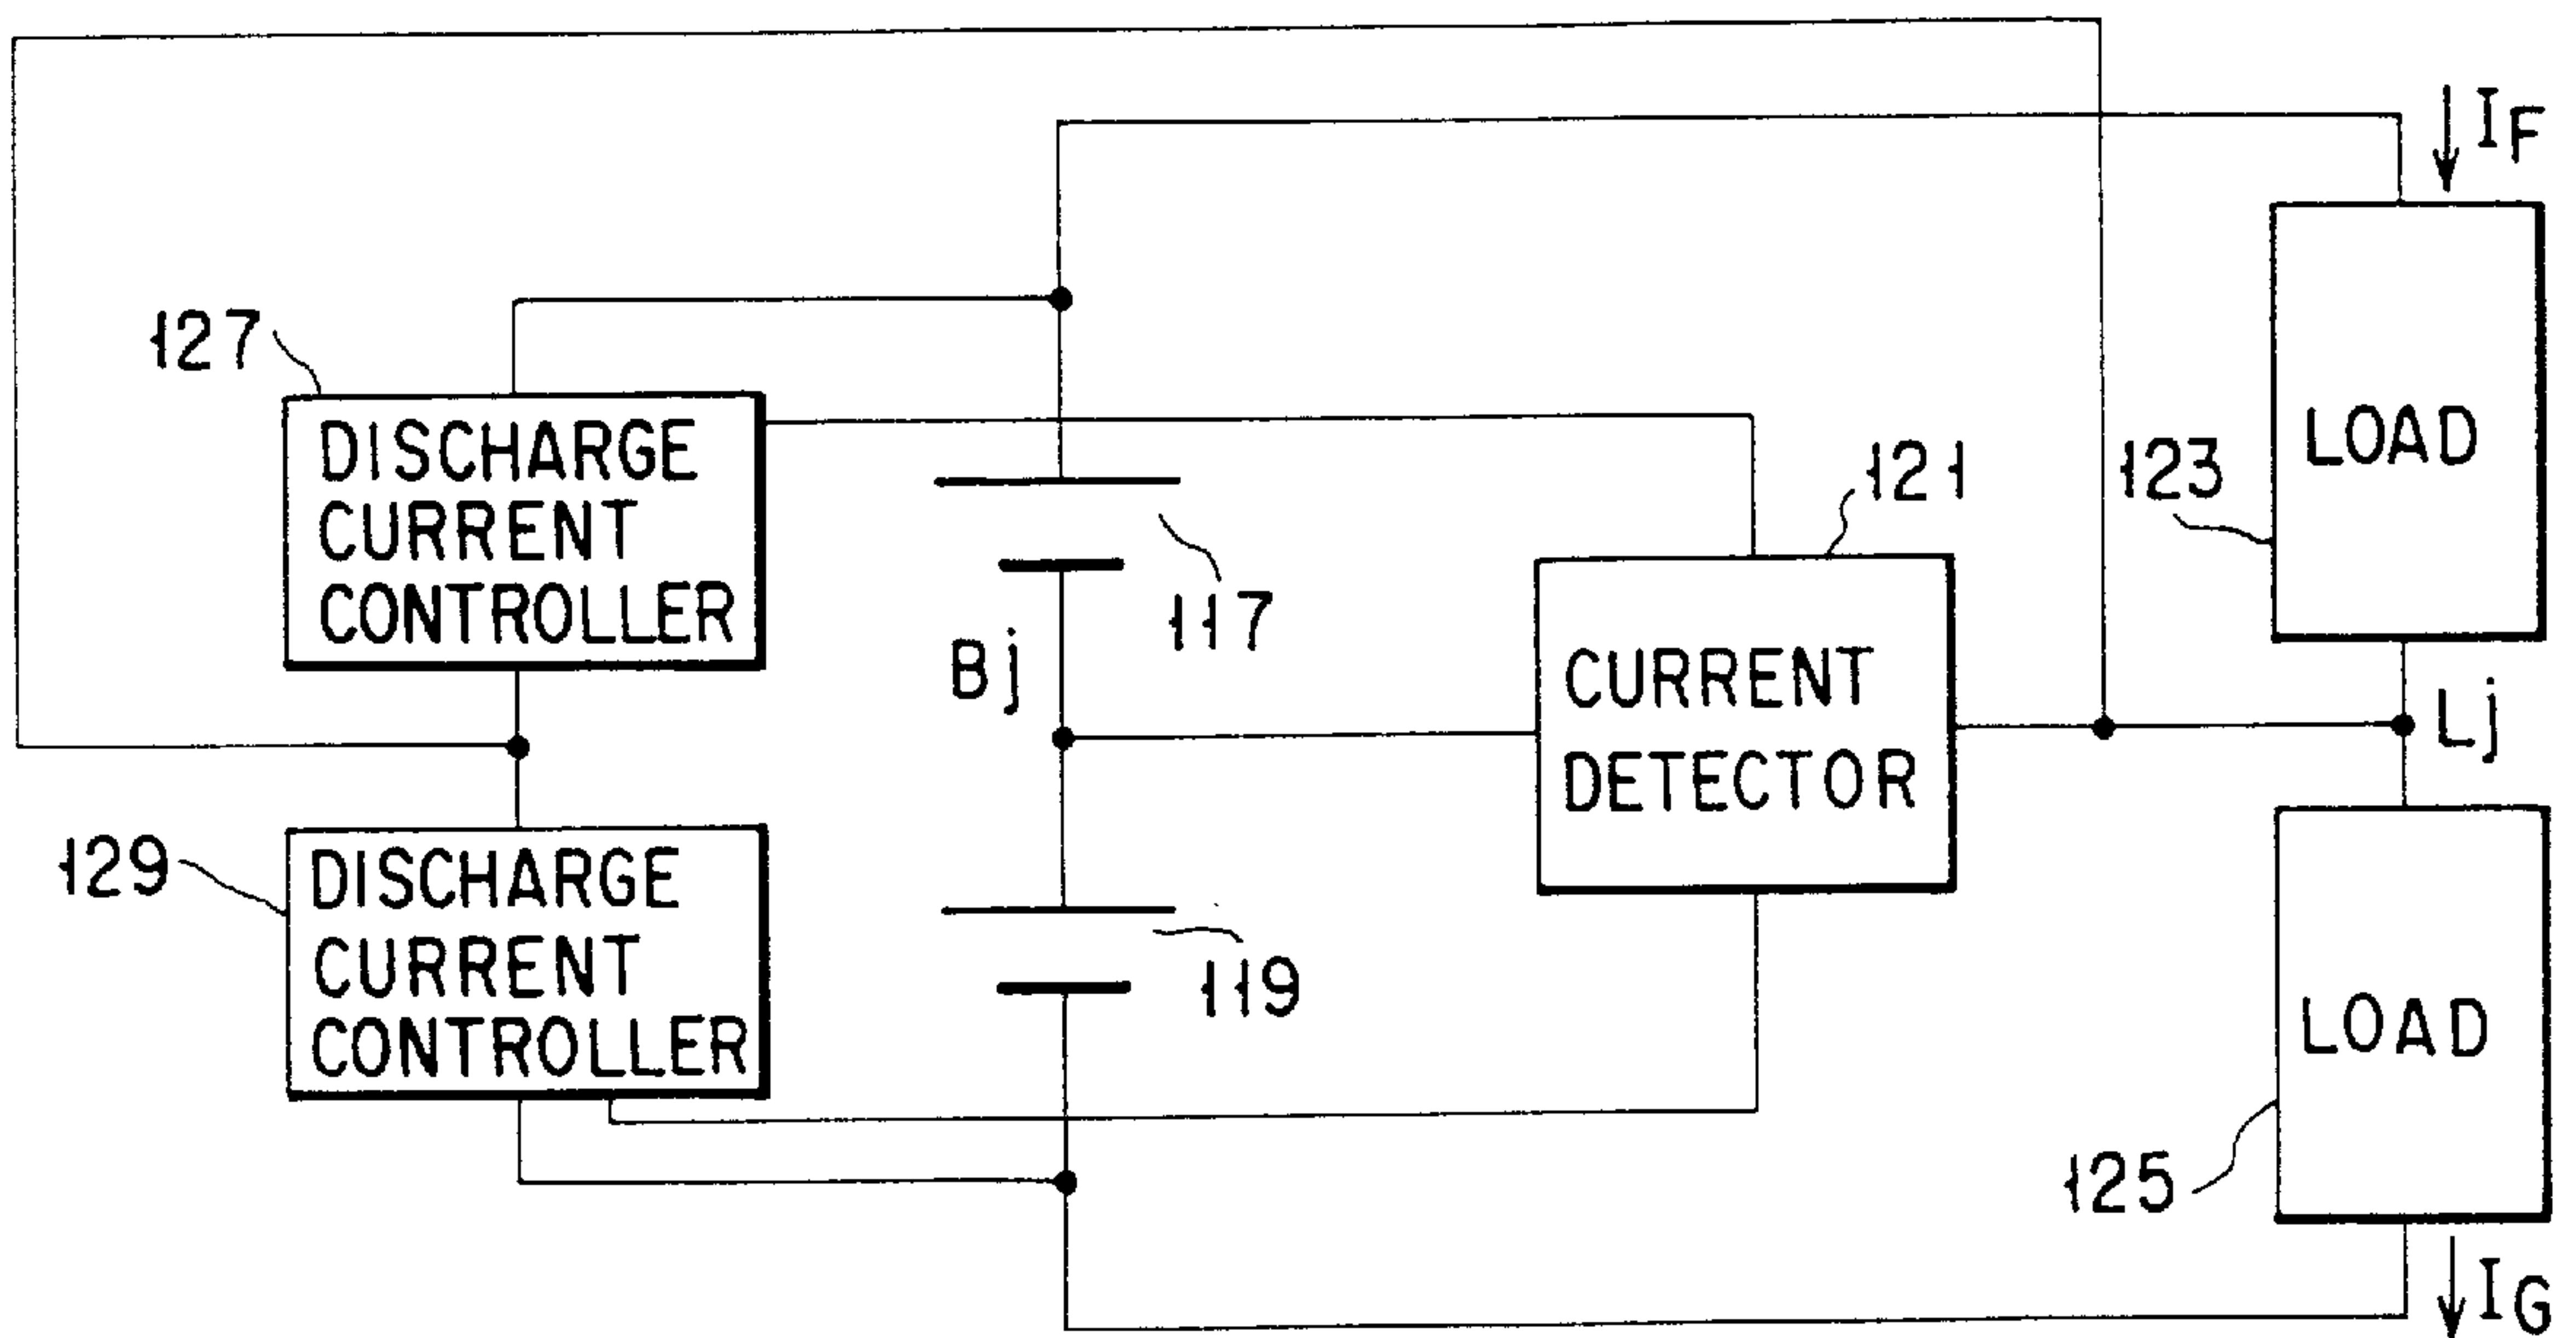 IF
127
DISCHARGE
CURRENT
CONTROLLER
LOAD
123
121
117
Bj
CURRENT
DETECTOR
Lj
129
DISCHARGE
CURRENT
CONTROLLER
119
LOAD
125
IG